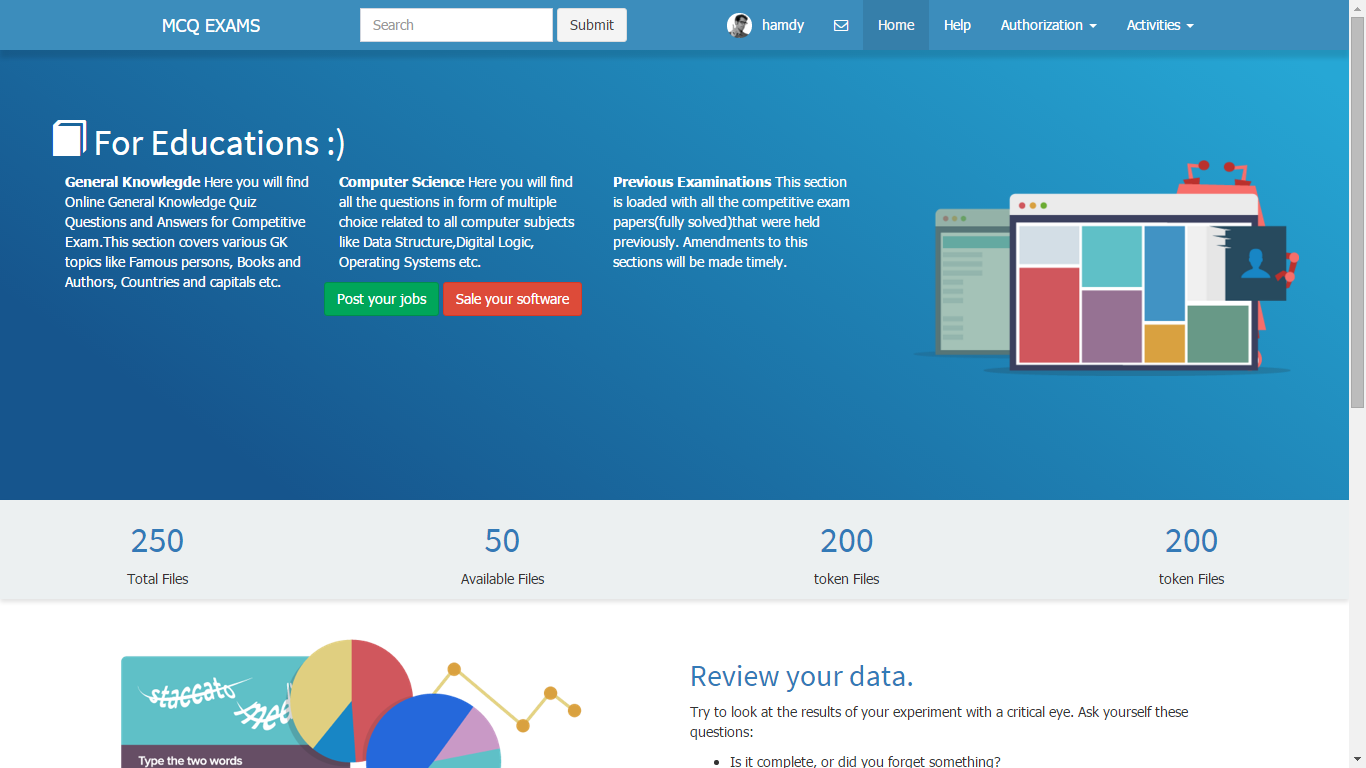 MCQ EXAMS
Search
Submit
hamdy
Home
Help
Authorization
Activities
For Educations :)
General Knowlegde Here you will find
Online General Knowledge Quiz
Questions and Answers for Competitive
Exam.This section covers various GK
topics like Famous persons, Books and
Authors, Countries and capitals etc.
Computer Science Here you will find
all the questions in form of multiple
choice related to all computer subjects
like Data Structure,Digital Logic,
Operating Systems etc.
Previous Examinations This section
is loaded with all the competitive exam
papers(fully solved)that were held
previously. Amendments to this
sections will be made timely.
Post your jobs
Sale your software
250
Total Files
50
Available Files
200
token Files
200
token Files
staccato
Type the two words
Review your data.
Try to look at the results of your experiment with a critical eye. Ask yourself these
questions:
• Is it complete, or did you forget something?